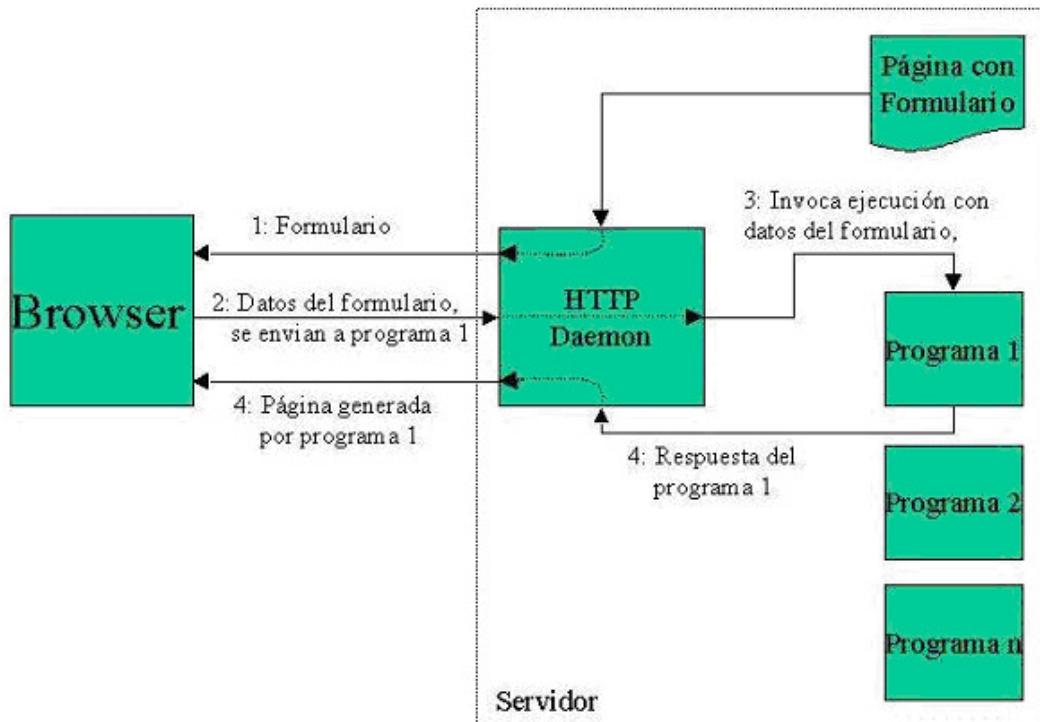 Página con
Formulario
3: Invoca ejecución con
datos del formulario,
1: Formulario
Browser
2: Datos del formulario,
se envian a programa 1
HTTP
Daemon
Programa 1
4: Página generada
por programa 1
4: Respuesta del
programa 1
Programa 2
Programa n
Servidor